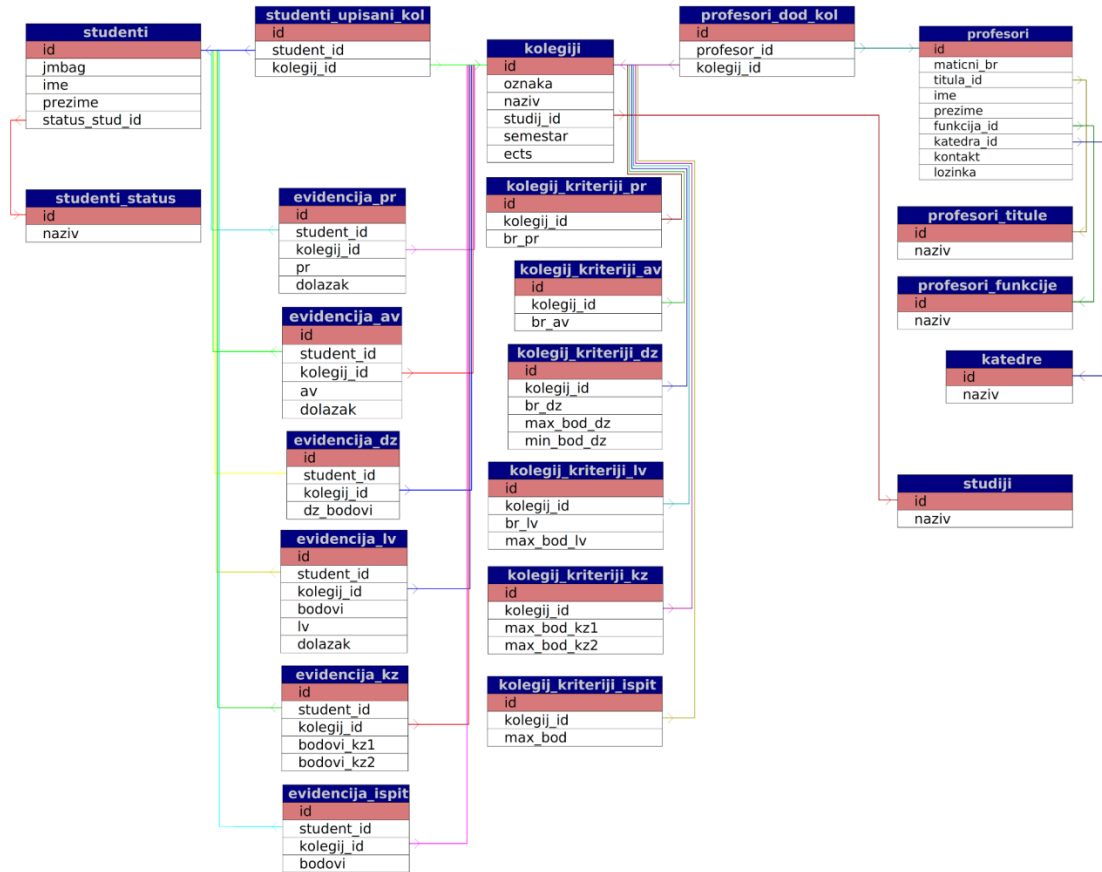 studenti
id
jmbag
ime
prezime
status_stud_id
studenti_status
id
naziv
studenti_upisani_kol
id
student_id
kolegij_id
evidencija_pr
id
student_id
kolegij_id
pr
dolazak
evidencija_av
id
student_id
kolegij_id
av
dolazak
evidencija_dz
id
student_id
kolegij_id
dz_bodovi
evidencija_lv
id
student_id
kolegij_id
bodovi
lv
dolazak
evidencija_kz
id
student_id
kolegij_id
bodovi_kz1
bodovi_kz2
evidencija_ispit
id
student_id
kolegij_id
bodovi
kolegiji
id
oznaka
naziv
studij_id
semestar
ects
kolegij_kriteriji_pr
id
kolegij_id
br_pr
kolegij_kriteriji_av
id
kolegij_id
br_av
kolegij_kriteriji_dz
id
kolegij_id
br_dz
max_bod_dz
min_bod_dz
kolegij_kriteriji_lv
id
kolegij_id
br_lv
max_bod_lv
kolegij_kriteriji_kz
id
kolegij_id
max_bod_kz1
max_bod_kz2
kolegij_kriteriji_ispit
id
kolegij_id
max_bod
profesori_dod_kol
id
profesor_id
kolegij_id
profesori
id
maticni_br
titula_id
ime
prezime
funkcija_id
katedra_id
kontakt
lozinka
profesori_titule
id
naziv
profesori_funkcije
id
naziv
katedre
id
naziv
studiji
id
naziv